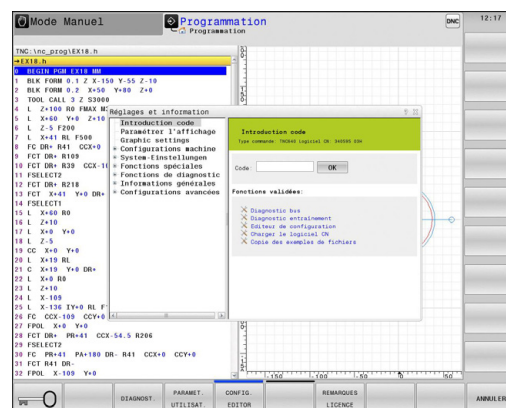 Mode Manuel
Programmation
Programmation
DNC
12:17
TNC:\nc_prog\EX18.h
→EX18.h
0 BEGIN PGM EX18 MM
1 BLK FORM 0.1 Z X-150 Y-55 Z-10
2 BLK FORM 0.2 X+50 Y+80 Z+0
3 TOOL CALL 3 Z S3000
4 L Z+100 R0 FMAX
5 L X+60 Y+0 Z+10
6 L Z-5 F200
7 L X+41 RL F500
8 FC DR+ R41 CCX+0
9 FCT DR+ R109
10 FCT DR+ R39
11 FSELECT2
12 FCT DR+ R218
13 FCT X+41 Y+0 DR+
14 FSELECT1
15 L X+60 R0
16 L Z+10
17 L X+0 Y+0
18 L Z-5
19 CC X+0 Y+0
20 L X+19 RL
21 C X+19 Y+0 DR+
22 L X+0 R0
23 L Z+10
24 L X-109
25 L X-136 IY+0 RL
26 FC CCX-109 CCY+0
27 FPOL X+0 Y+0
28 FCT DR+ PR+41 CCX-54.5 R206
29 FSELECT2
30 FC PR+41 PA+180 DR- R41 CCX+0 CCY+0
31 FCT R41 DR-
32 FPOL X-109 Y+0
Réglages et information
Introduction code
Paramétrer l'affichage
Graphic settings
Configurations machine
System-Einstellungen
Fonctions spéciales
Fonctions de diagnostic
Informations générales
Configurations avancées
Introduction code
Code:
OK
Fonctions validées:
Diagnostic bus
Diagnostic entraînement
Editeur de configuration
Charger le logiciel CN
Copie des exemples de fichiers
-150
-100
-50
0
50
DIAGNOST.
PARAMET.
UTILISAT.
CONFIG.
EDITOR
REMARQUES
LICENCE
ANNULER